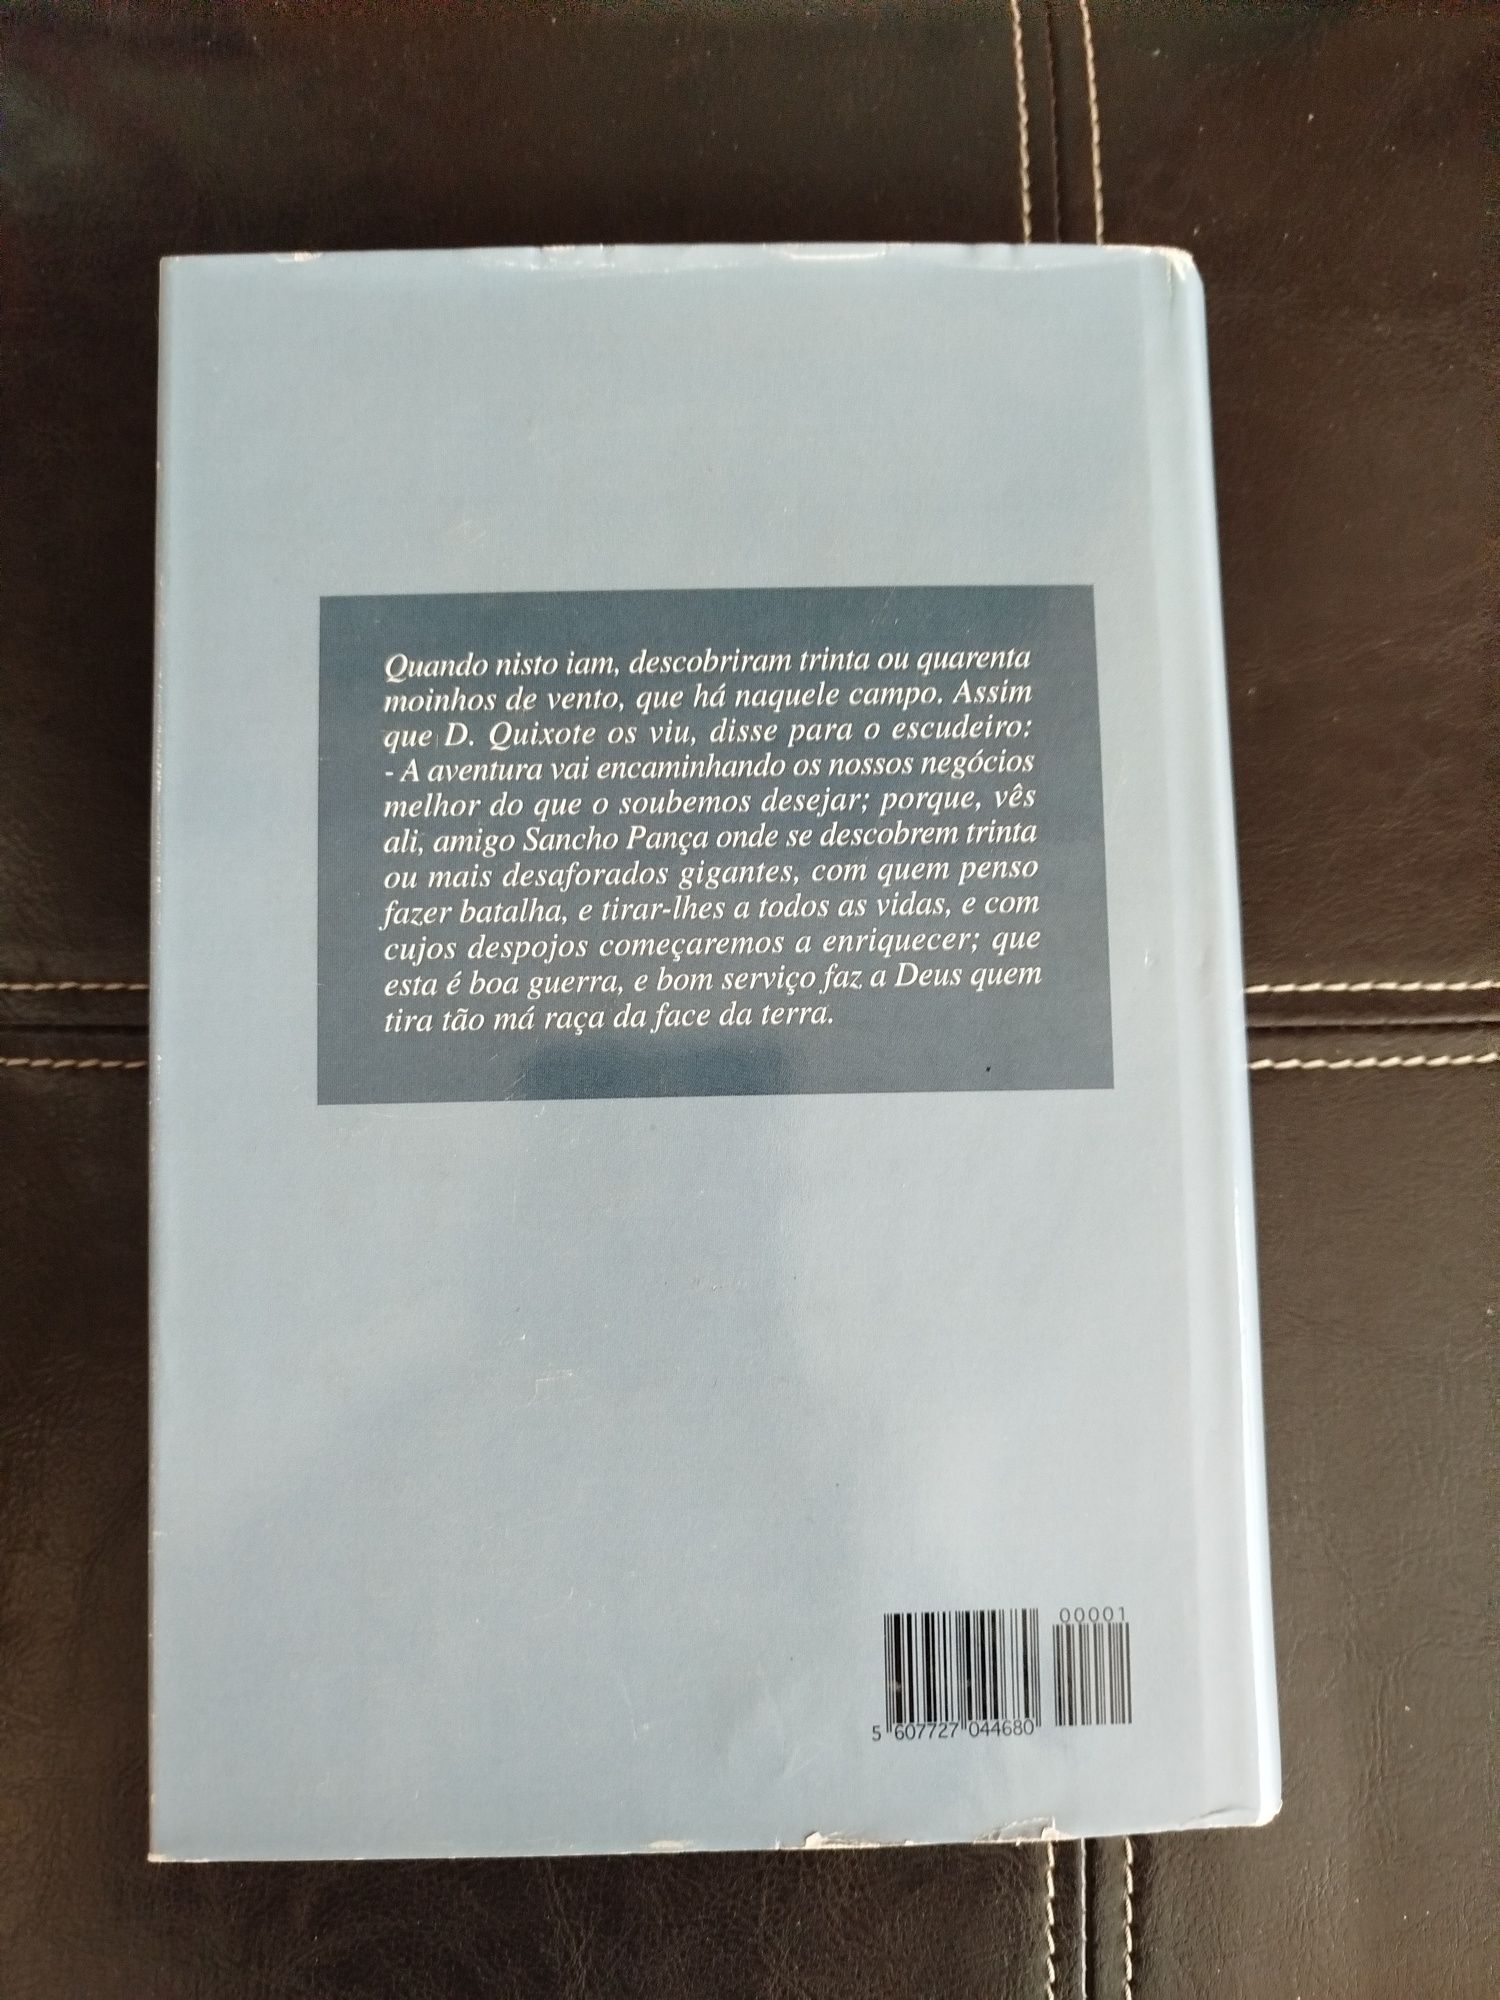 Quando nisto iam, descobriram trinta ou quarenta
moinhos de vento, que há naquele campo. Assim
que D. Quixote os viu, disse para o escudeiro:
- A aventura vai encaminhando os nossos negócios
melhor do que o soubemos desejar; porque, vês
ali, amigo Sancho Pança onde se descobrem trinta
ou mais desaforados gigantes, com quem penso
fazer batalha, e tirar-lhes a todos as vidas, e com
cujos despojos começaremos a enriquecer; que
esta é boa guerra, e bom serviço faz a Deus quem
tira tão má raça da face da terra.
00001
5 607727 044680